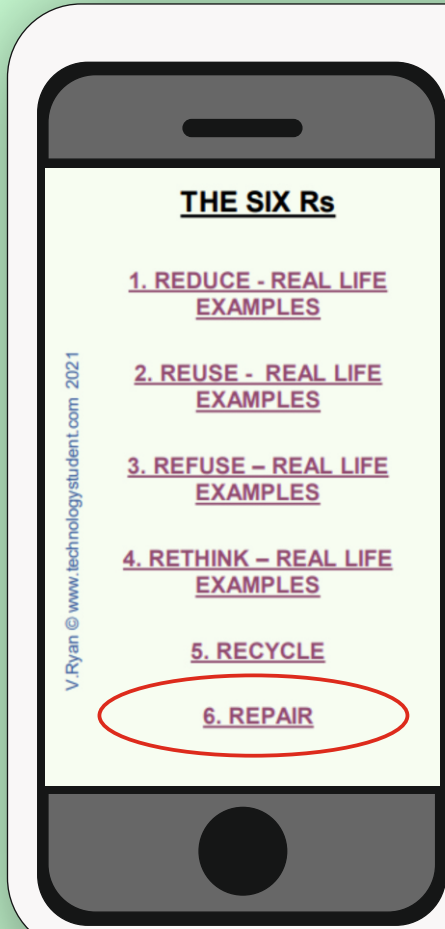 THE SIX Rs
1. REDUCE - REAL LIFE
EXAMPLES
2. REUSE - REAL LIFE
EXAMPLES
3. REFUSE – REAL LIFE
EXAMPLES
4. RETHINK – REAL LIFE
EXAMPLES
5. RECYCLE
6. REPAIR
V.Ryan © www.technologystudent.com 2021